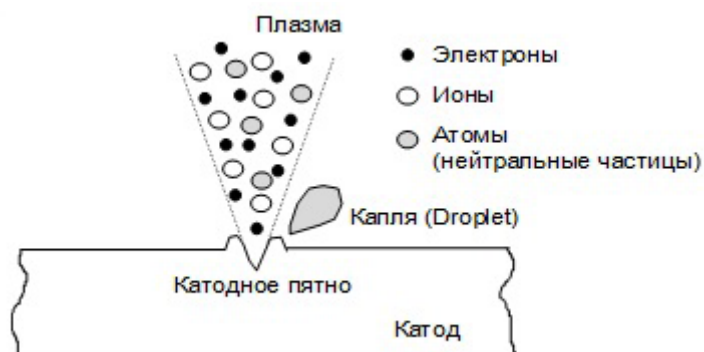 Плазма
Электроны
Ионы
Атомы
(нейтральные частицы)
Капля (Droplet)
Катодное пятно
Катод